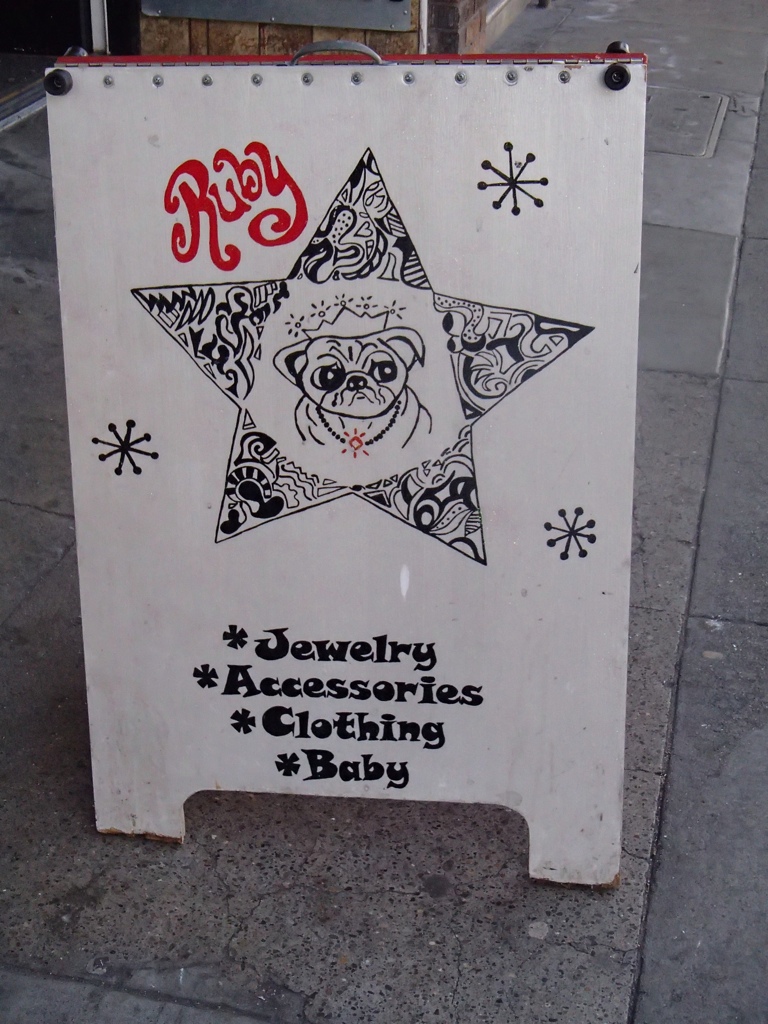 Ruby
*Jewelry
*Accessories
*Clothing
*Baby